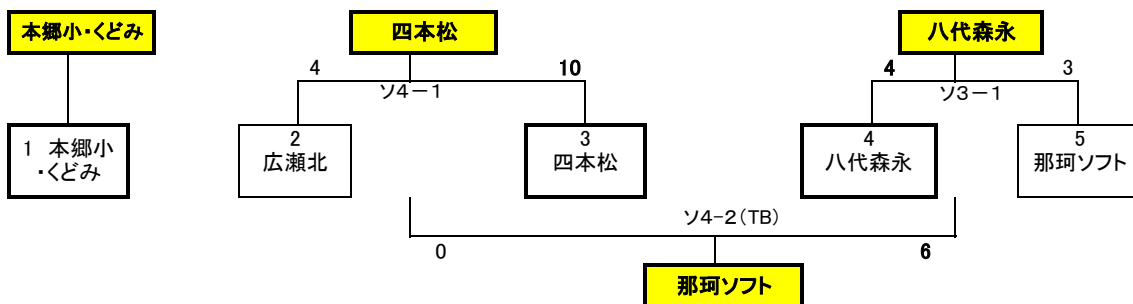 本郷小・くどみ
四本松
八代森永
4
10
ソ4－1
4
3
ソ3－1
1 本郷小
・くどみ
2
広瀬北
3
四本松
4
八代森永
5
那珂ソフト
ソ4-2(TB)
0
6
那珂ソフト